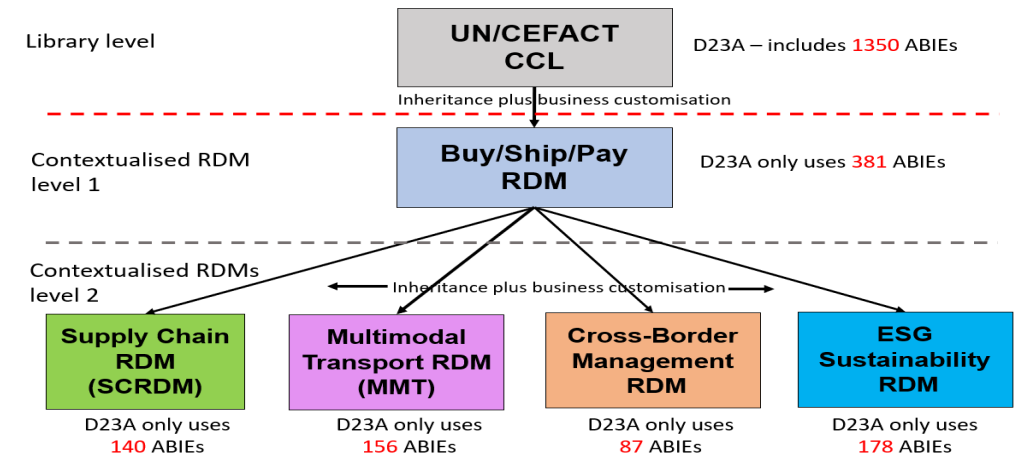 Library level
UN/CEFACT
CCL
D23A – includes 1350 ABIEs
Inheritance plus business customisation
Contextualised RDM
level 1
Buy/Ship/Pay
RDM
D23A only uses 381 ABIEs
Contextualised RDMs
level 2
Inheritance plus business customisation
Supply Chain
RDM
(SCRDM)
D23A only uses
140 ABIEs
Multimodal
Transport RDM
(MMT)
D23A only uses
156 ABIEs
Cross-Border
Management
RDM
D23A only uses
87 ABIEs
ESG
Sustainability
RDM
D23A only uses
178 ABIEs